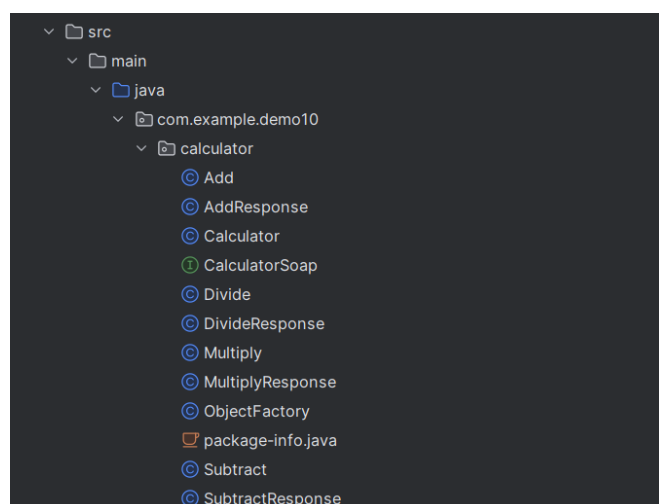 src
main
java
com.example.demo10
calculator
Add
AddResponse
Calculator
CalculatorSoap
Divide
DivideResponse
Multiply
MultiplyResponse
ObjectFactory
package-info.java
Subtract
SubtractResponse